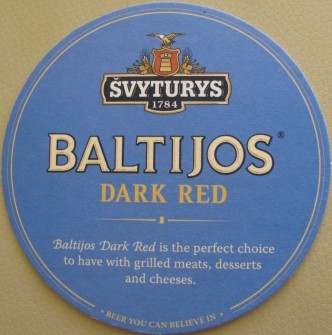 ŠVYTURYS
1784
BALTIJOS®
DARK RED
Baltijos Dark Red is the perfect choice
to have with grilled meats, desserts
and cheeses.
• BEER YOU CAN BELIEVE IN •